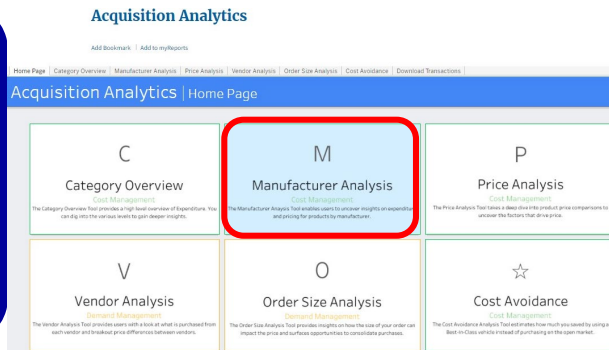 Acquisition Analytics
Add Bookmark | Add to myReports
Home Page | Category Overview | Manufacturer Analysis | Price Analysis | Vendor Analysis | Order Size Analysis | Cost Avoidance | Download Transactions |
Acquisition Analytics | Home Page
C
Category Overview
Cost Management
The Category Overview Tool provides a high level overview of Expenditure. You
can dig into the various levels to gain deeper insights.
M
Manufacturer Analysis
Cost Management
The Manufacturer Anaysis Tool enables users to uncover insights on expenditure
and pricing for products by manufacturer.
P
Price Analysis
Cost Management
The Price Analysis Tool takes a deep dive into product price comparisons to
uncover the factors that drive price.
V
Vendor Analysis
Demand Management
The Vendor Analysis Tool provides users with a look at what is purchased from
each vendor and breakout price differences between vendors.
O
Order Size Analysis
Demand Management
The Order Size Analysis Tool provides insights on how the size of your order can
impact the price and surfaces opportunities to consolidate purchases.
☆
Cost Avoidance
Cost Management
The Cost Avoidance Analysis Tool estimates how much you saved by using a
Best-in-Class vehicle instead of purchasing on the open market.